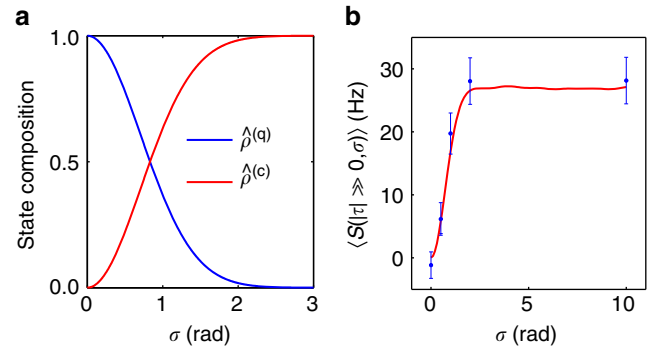 a
State composition
1.0
0.5
0.0
ρ̂(q)
ρ̂(c)
0 1 2 3
σ (rad)
b
⟨S(|τ| ≫ 0,σ)⟩ (Hz)
30
20
10
0
0 5 10
σ (rad)